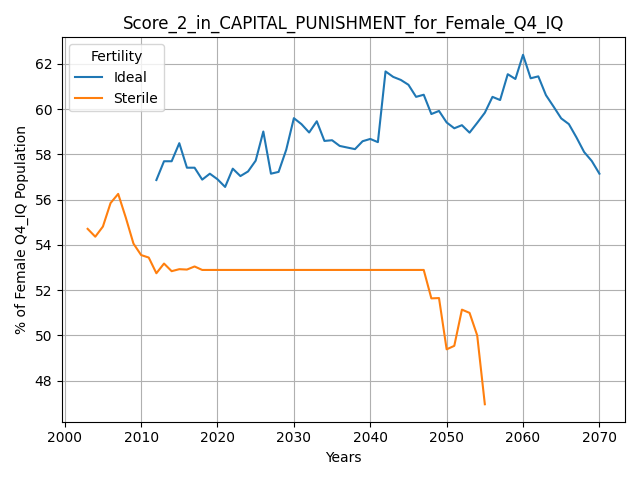 Score_2_in_CAPITAL_PUNISHMENT_for_Female_Q4_IQ
Fertility
Ideal
Sterile
% of Female Q4_IQ Population
62
60
58
56
54
52
50
48
2000
2010
2020
2030
2040
2050
2060
2070
Years